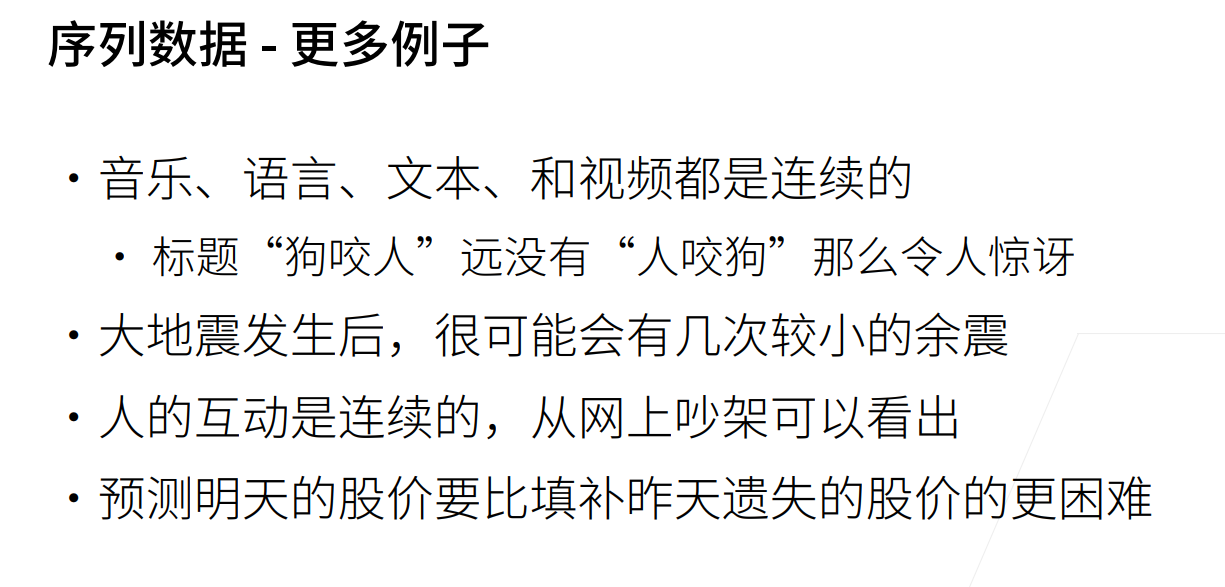 序列数据 - 更多例子
• 音乐、语言、文本、和视频都是连续的
• 标题“狗咬人”远没有“人咬狗”那么令人惊讶
• 大地震发生后，很可能会有几次较小的余震
• 人的互动是连续的，从网上吵架可以看出
• 预测明天的股价要比填补昨天遗失的股价的更困难